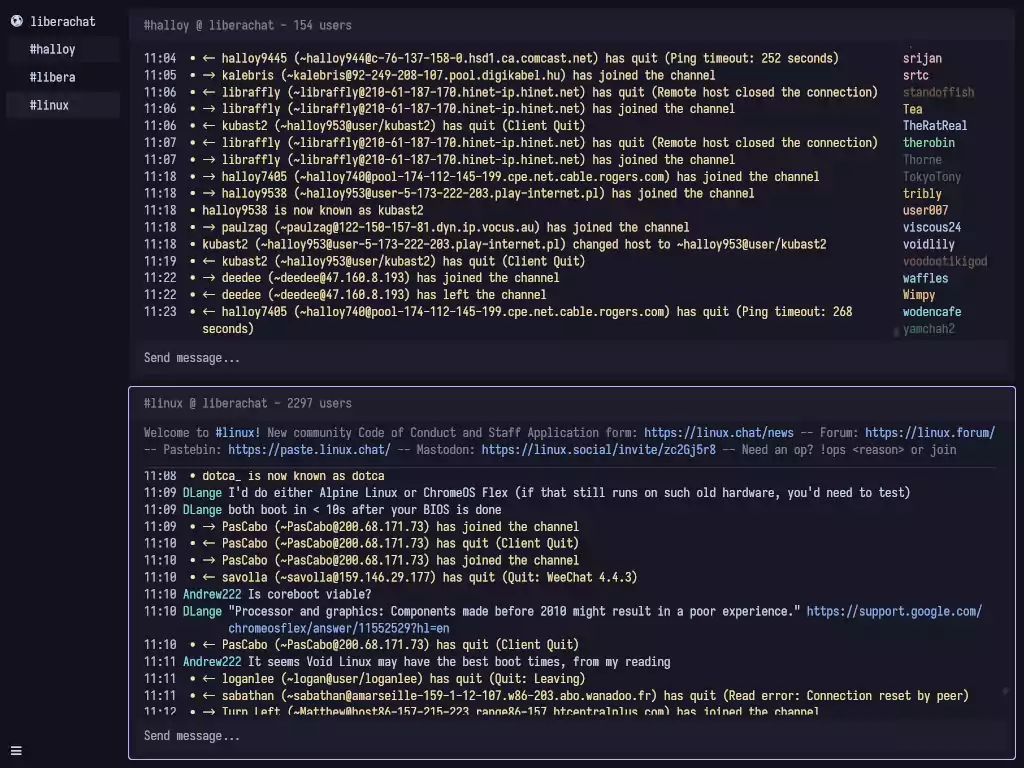 liberachat
#halloy
#libera
#linux
#halloy @ liberachat - 154 users
11:04 • ← halloy9445 (~halloy944@c-76-137-158-0.hsd1.ca.comcast.net) has quit (Ping timeout: 252 seconds)
11:05 • → kalebris (~kalebris@92-249-208-107.pool.digikabel.hu) has joined the channel
11:06 • ← libraffly (~libraffly@210-61-187-170.hinet-ip.hinet.net) has quit (Remote host closed the connection)
11:06 • → libraffly (~libraffly@210-61-187-170.hinet-ip.hinet.net) has joined the channel
11:06 • ← kubast2 (~halloy953@user/kubast2) has quit (Client Quit)
11:07 • ← libraffly (~libraffly@210-61-187-170.hinet-ip.hinet.net) has quit (Remote host closed the connection)
11:07 • → libraffly (~libraffly@210-61-187-170.hinet-ip.hinet.net) has joined the channel
11:18 • → halloy7405 (~halloy740@pool-174-112-145-199.cpe.net.cable.rogers.com) has joined the channel
11:18 • → halloy9538 (~halloy953@user-5-173-222-203.play-internet.pl) has joined the channel
11:18 • halloy9538 is now known as kubast2
11:18 • → paulzag (~paulzag@122-150-157-81.dyn.ip.vocus.au) has joined the channel
11:18 • kubast2 (~halloy953@user-5-173-222-203.play-internet.pl) changed host to ~halloy953@user/kubast2
11:19 • ← kubast2 (~halloy953@user/kubast2) has quit (Client Quit)
11:22 • → deedee (~deedee@47.160.8.193) has joined the channel
11:22 • ← deedee (~deedee@47.160.8.193) has left the channel
11:23 • ← halloy7405 (~halloy740@pool-174-112-145-199.cpe.net.cable.rogers.com) has quit (Ping timeout: 268
seconds)
srijan
srtc
standoffish
Tea
TheRatReal
therobin
Thorne
TokyoTony
tribly
user007
viscous24
voidlily
voodootikigod
waffles
Wimpy
wodencafe
yamchah2
Send message...
#linux @ liberachat - 2297 users
Welcome to #linux! New community Code of Conduct and Staff Application form: https://linux.chat/news -- Forum: https://linux.forum/
-- Pastebin: https://paste.linux.chat/ -- Mastodon: https://linux.social/invite/zc2Gj5r8 -- Need an op? !ops <reason> or join
11:08 • dotca_ is now known as dotca
11:09 DLange I'd do either Alpine Linux or ChromeOS Flex (if that still runs on such old hardware, you'd need to test)
11:09 DLange both boot in < 10s after your BIOS is done
11:09 • → PasCabo (~PasCabo@200.68.171.73) has joined the channel
11:10 • ← PasCabo (~PasCabo@200.68.171.73) has quit (Client Quit)
11:10 • → PasCabo (~PasCabo@200.68.171.73) has joined the channel
11:10 • ← savolla (~savolla@159.146.29.177) has quit (Quit: WeeChat 4.4.3)
11:10 Andrew222 Is coreboot viable?
11:10 DLange "Processor and graphics: Components made before 2010 might result in a poor experience." https://support.google.com/
chromeosflex/answer/11552529?hl=en
11:10 • ← PasCabo (~PasCabo@200.68.171.73) has quit (Client Quit)
11:11 Andrew222 It seems Void Linux may have the best boot times, from my reading
11:11 • ← loganlee (~logan@user/loganlee) has quit (Quit: Leaving)
11:11 • ← sabathan (~sabathan@amarseille-159-1-12-107.w86-203.abo.wanadoo.fr) has quit (Read error: Connection reset by peer)
11:12 • → Turn_Left (~Matthew@host86-157-215-223.range86-157.btcentralplus.com) has joined the channel
Send message...